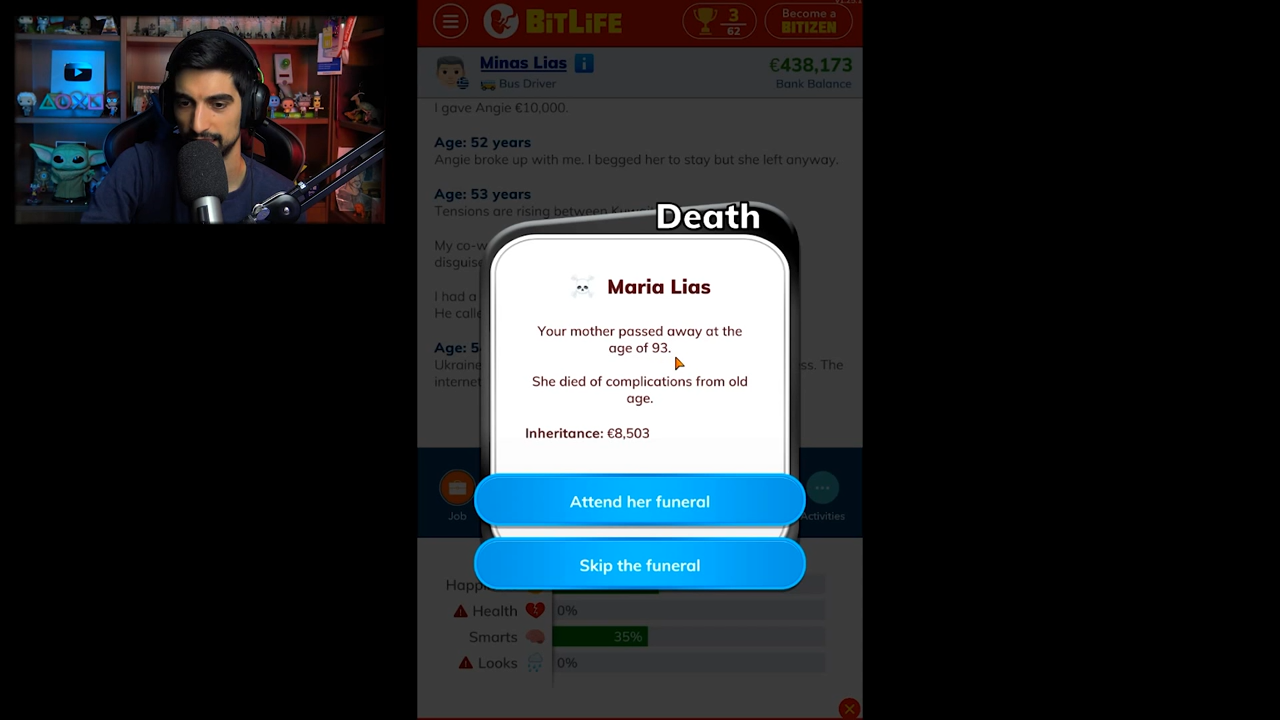 BitLife
3
62
Become a
BITIZEN
Minas Lias
Bus Driver
€438,173
Bank Balance
I gave Angie €10,000.
Age: 52 years
Angie broke up with me. I begged her to stay but she left anyway.
Age: 53 years
Tensions are rising between
My co-w
disguise
I had a
He calle
Age: 5
Ukraine
ss. The
internet
Death
Maria Lias
Your mother passed away at the
age of 93.
She died of complications from old
age.
Inheritance: €8,503
Attend her funeral
Skip the funeral
Job
Activities
Happi
Health
0%
Smarts
35%
Looks
0%